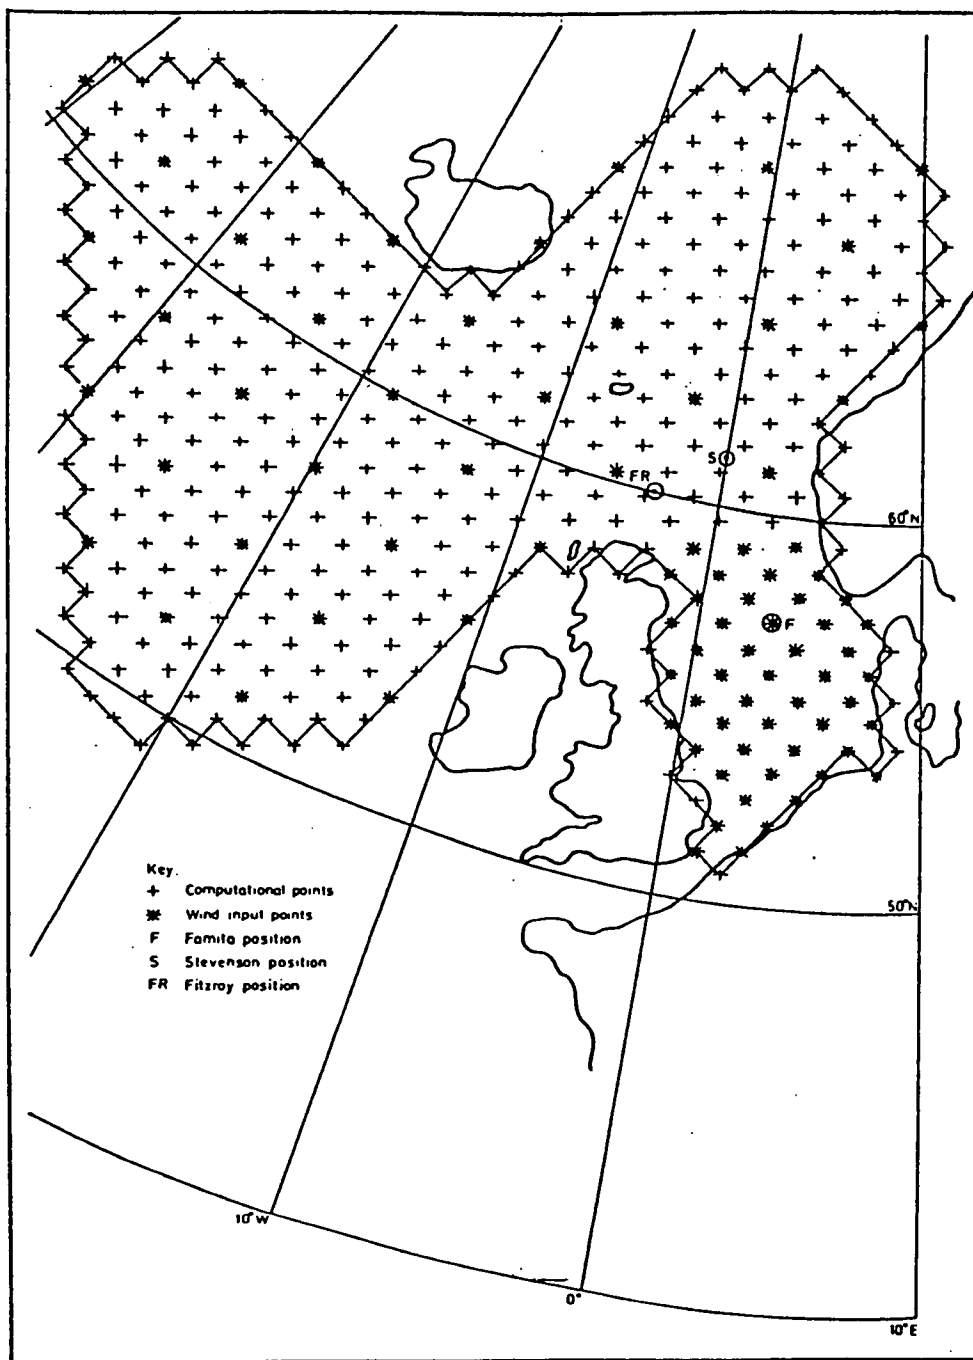 S
FR
60°N
F
Key.
+ Computational points
⁕ Wind input points
F Famita position
S Stevenson position
FR Fitzroy position
50°N
10°W
0°
10°E